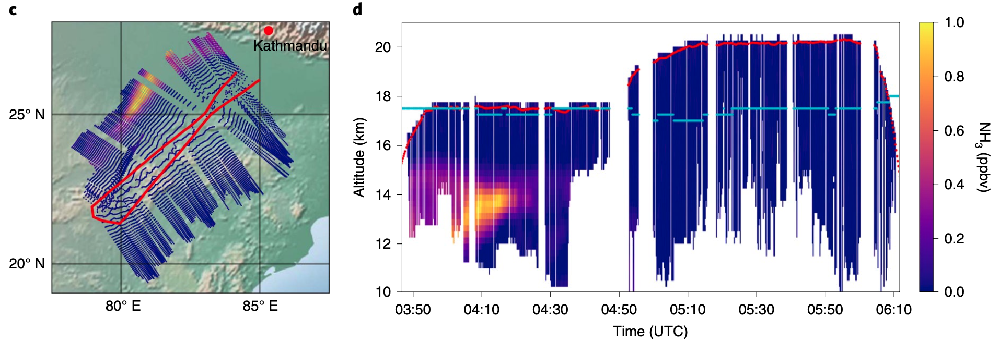 c
Kathmandu
25° N
20° N
80° E
85° E
d
Altitude (km)
20
18
16
14
12
10
03:50
04:10
04:30
04:50
05:10
05:30
05:50
06:10
Time (UTC)
1.0
0.8
0.6
0.4
0.2
0.0
NH₃ (ppbv)